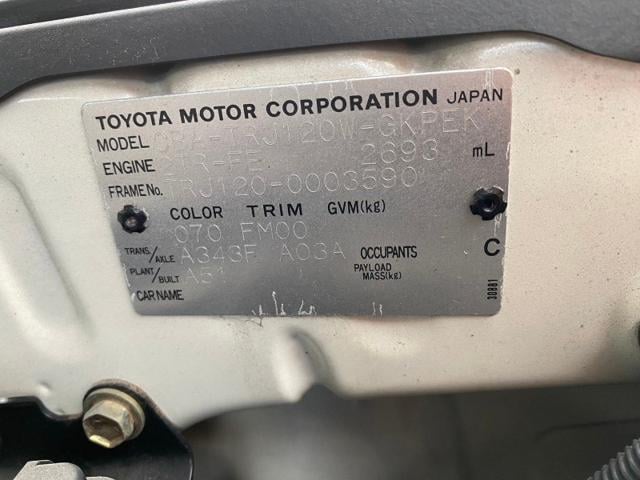 TOYOTA MOTOR CORPORATION JAPAN
MODEL CBA-TRJ120W-GKPEK
ENGINE 2TR-FE 2693 mL
FRAME No. TRJ120-0003590
COLOR TRIM GVM(kg)
070 FM00
TRANS/AXLE A343F A03A OCCUPANTS C
PLANT/BUILT A51 PAYLOAD MASS(kg)
CAR NAME
30881